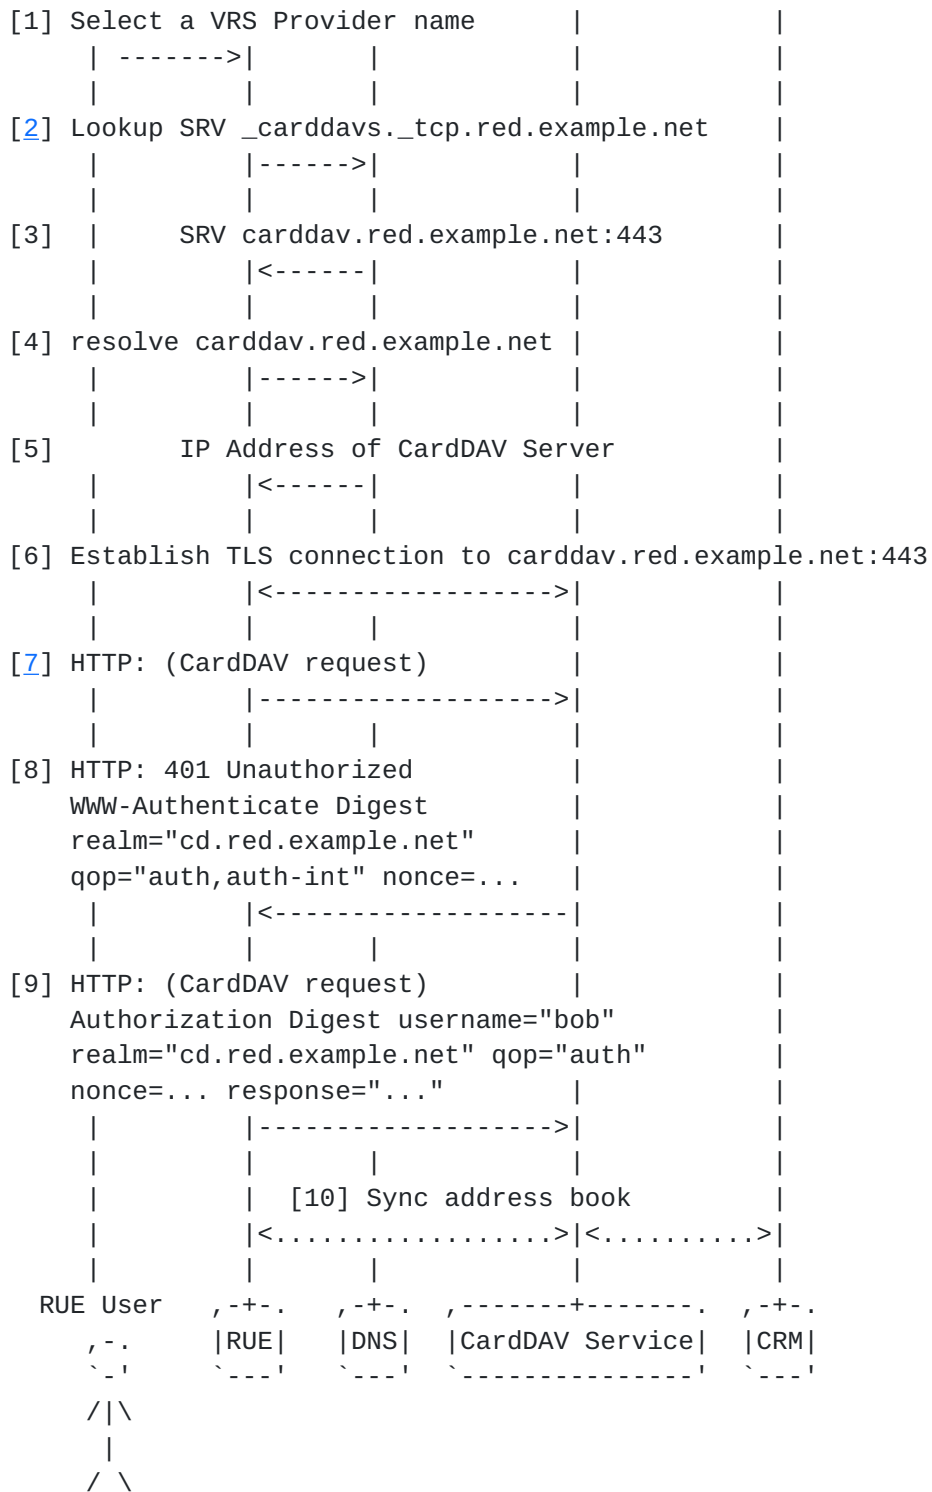 [1] Select a VRS Provider name      |            |
     | ------->|       |            |            |
     |         |       |            |            |
[2] Lookup SRV _carddavs._tcp.red.example.net    |
     |         |------>|            |            |
     |         |       |            |            |
[3]  |     SRV carddav.red.example.net:443       |
     |         |<------|            |            |
     |         |       |            |            |
[4] resolve carddav.red.example.net |            |
     |         |------>|            |            |
     |         |       |            |            |
[5]        IP Address of CardDAV Server          |
     |         |<------|            |            |
     |         |       |            |            |
[6] Establish TLS connection to carddav.red.example.net:443
     |         |<------------------>|            |
     |         |       |            |            |
[7] HTTP: (CardDAV request)         |            |
     |         |------------------->|            |
     |         |       |            |            |
[8] HTTP: 401 Unauthorized          |            |
    WWW-Authenticate Digest         |            |
    realm="cd.red.example.net"      |            |
    qop="auth,auth-int" nonce=...   |            |
     |         |<-------------------|            |
     |         |       |            |            |
[9] HTTP: (CardDAV request)         |            |
    Authorization Digest username="bob"          |
    realm="cd.red.example.net" qop="auth"        |
    nonce=... response="..."        |            |
     |         |------------------->|            |
     |         |       |            |            |
     |         |  [10] Sync address book         |
     |         |<..................>|<..........>|
     |         |       |            |            |
  RUE User   ,-+-.   ,-+-.  ,-------+-------.  ,-+-.
     ,-.     |RUE|   |DNS|  |CardDAV Service|  |CRM|
     `-'     `---'   `---'  `---------------'  `---'
     /|\
      |
     / \